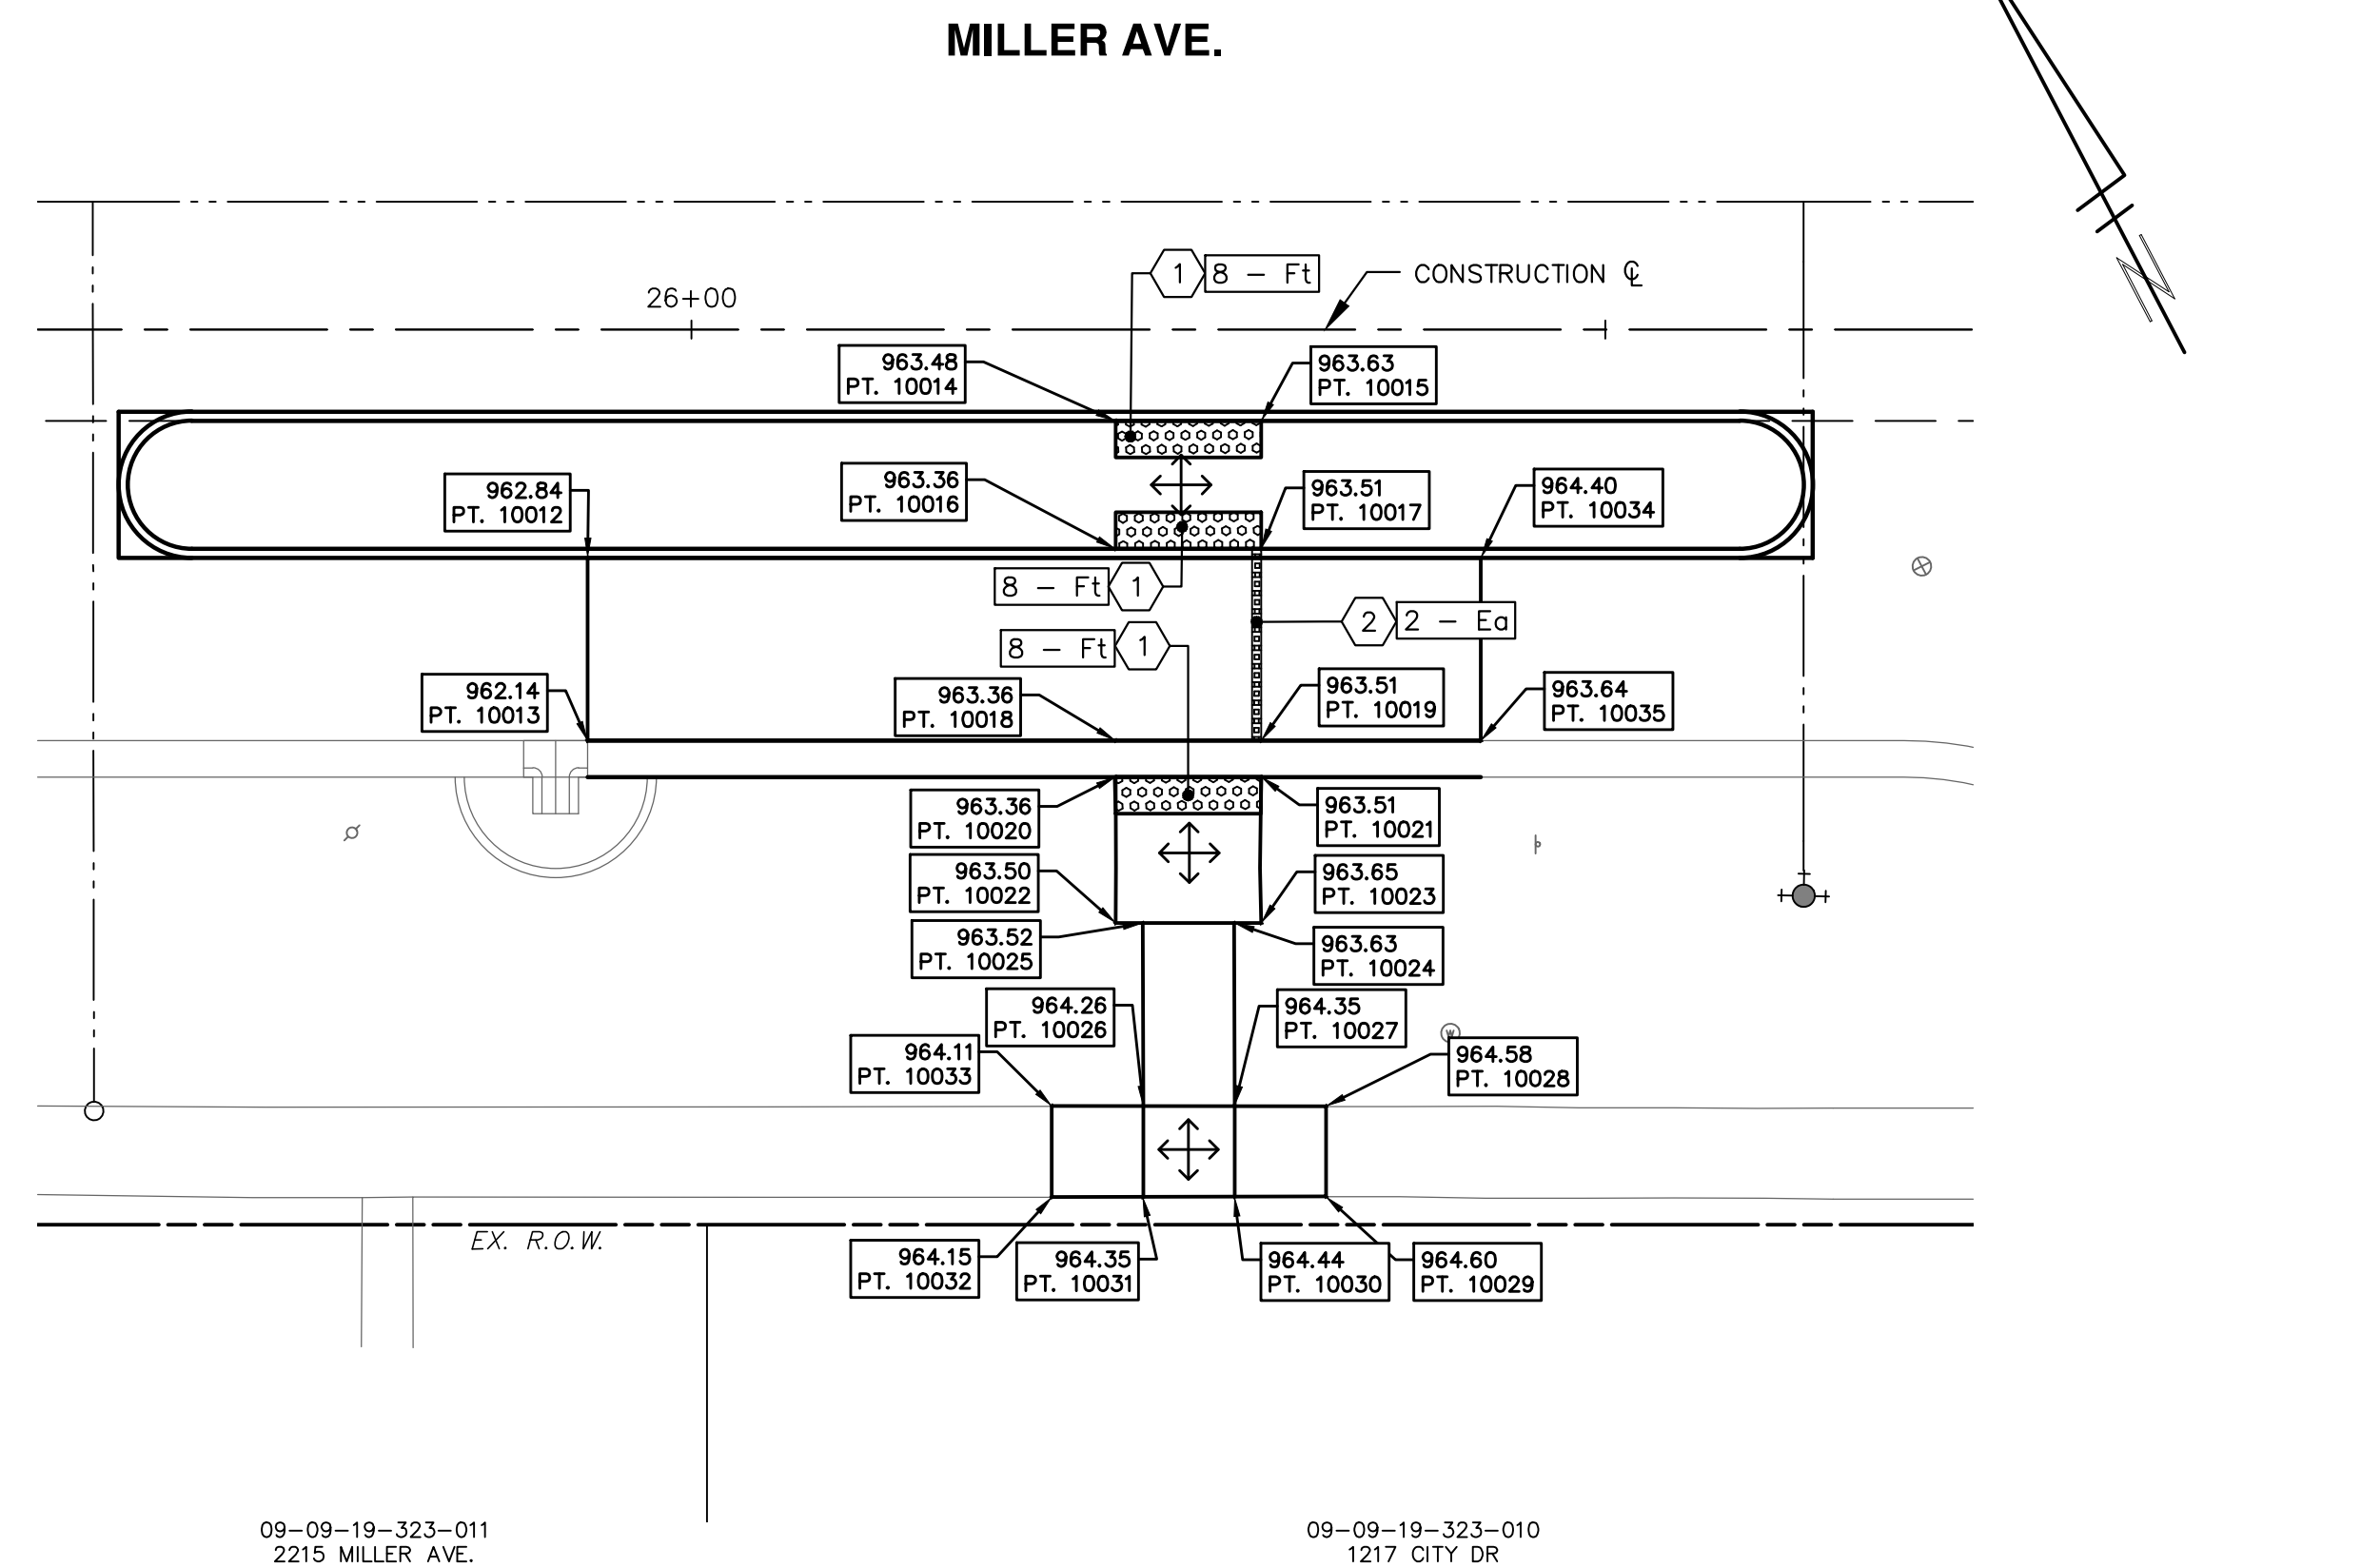 MILLER AVE.
1
8 - Ft
CONSTRUCTION ℄
26+00
N
963.48
PT. 10014
963.63
PT. 10015
962.84
PT. 10012
963.36
PT. 10016
963.51
PT. 10017
964.40
PT. 10034
8 - Ft
1
2
2 - Ea
8 - Ft
1
962.14
PT. 10013
963.36
PT. 10018
963.51
PT. 10019
963.64
PT. 10035
963.36
PT. 10020
963.51
PT. 10021
963.50
PT. 10022
963.65
PT. 10023
963.52
PT. 10025
963.63
PT. 10024
964.26
PT. 10026
964.35
PT. 10027
W
964.11
PT. 10033
964.58
PT. 10028
EX. R.O.W.
964.15
PT. 10032
964.35
PT. 10031
964.44
PT. 10030
964.60
PT. 10029
09-09-19-323-011
2215 MILLER AVE.
09-09-19-323-010
1217 CITY DR